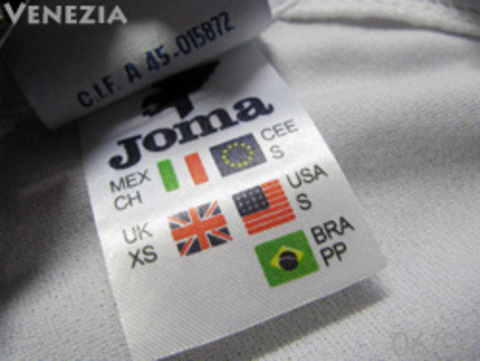 VENEZIA
C.I.F. A 45-015872
Joma
MEX
CH
CEE
S
UK
XS
USA
S
BRA
PP